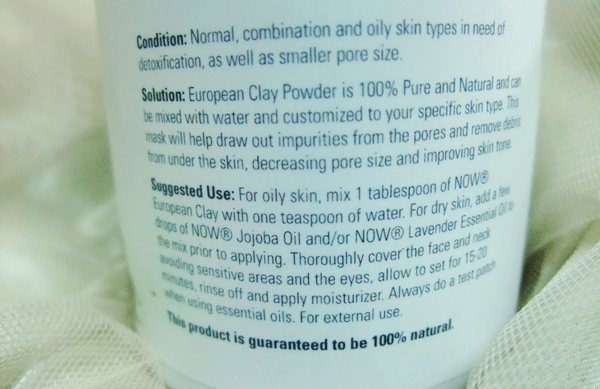 Condition: Normal, combination and oily skin types in need of
detoxification, as well as smaller pore size.
Solution: European Clay Powder is 100% Pure and Natural and can
be mixed with water and customized to your specific skin type. This
mask will help draw out impurities from the pores and remove debris
from under the skin, decreasing pore size and improving skin tone.
Suggested Use: For oily skin, mix 1 tablespoon of NOW®
European Clay with one teaspoon of water. For dry skin, add a few
drops of NOW® Jojoba Oil and/or NOW® Lavender Essential Oil to
the mix prior to applying. Thoroughly cover the face and neck
avoiding sensitive areas and the eyes, allow to set for 15-20
minutes, rinse off and apply moisturizer. Always do a test patch
when using essential oils. For external use.
This product is guaranteed to be 100% natural.